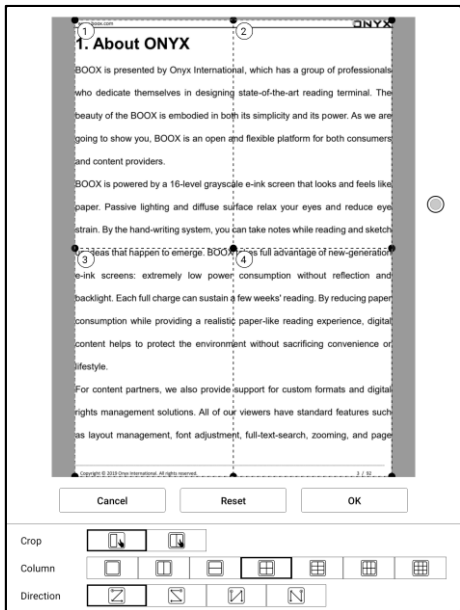 boox.com
ONYX
1
2
1. About ONYX
BOOX is presented by Onyx International, which has a group of professionals
who dedicate themselves in designing state-of-the-art reading terminal. The
beauty of the BOOX is embodied in both its simplicity and its power. As we are
going to show you, BOOX is an open and flexible platform for both consumers
and content providers.
BOOX is powered by a 16-level grayscale e-ink screen that looks and feels like
paper. Passive lighting and diffuse surface relax your eyes and reduce eye
strain. By the hand-writing system, you can take notes while reading and sketch
ideas that happen to emerge. BOOX full advantage of new-generation
3
4
e-ink screens: extremely low power consumption without reflection and
backlight. Each full charge can sustain a few weeks' reading. By reducing paper
consumption while providing a realistic paper-like reading experience, digital
content helps to protect the environment without sacrificing convenience or
lifestyle.
For content partners, we also provide support for custom formats and digital
rights management solutions. All of our viewers have standard features such
as layout management, font adjustment, full-text-search, zooming, and page
Copyright © 2019 Onyx International. All rights reserved.
3 / 92
Cancel
Reset
OK
Crop
Column
Direction